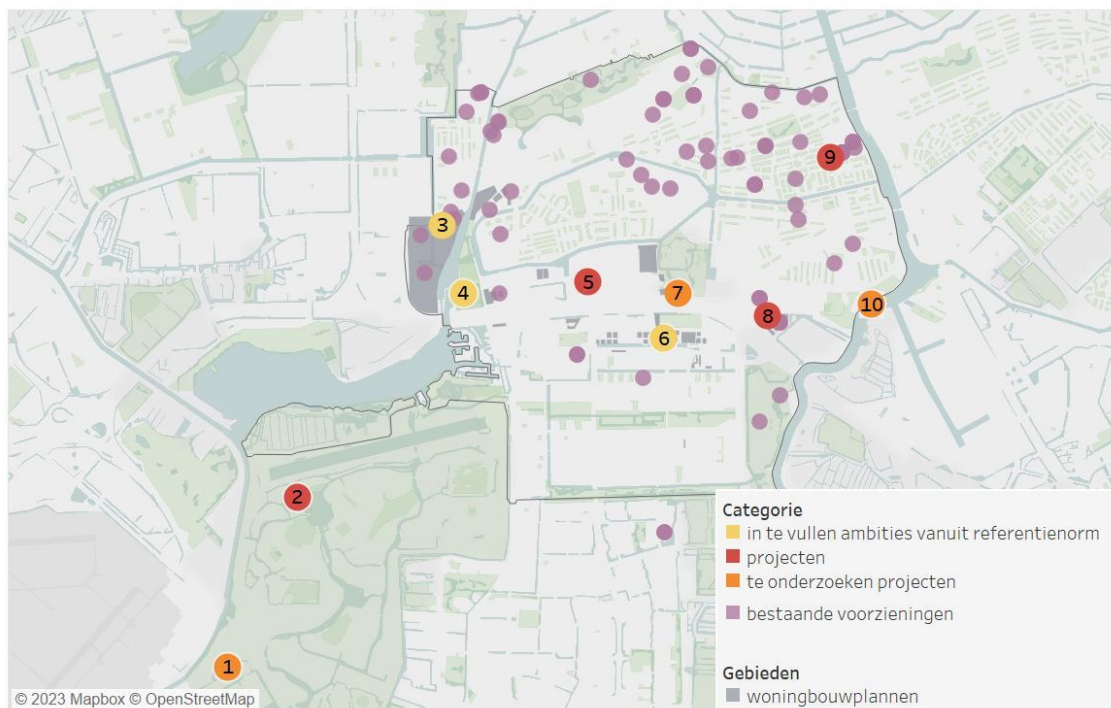 9
3
5
7
4
10
8
6
2
1
Categorie
in te vullen ambities vanuit referentienorm
projecten
te onderzoeken projecten
bestaande voorzieningen
Gebieden
woningbouwplannen
© 2023 Mapbox © OpenStreetMap